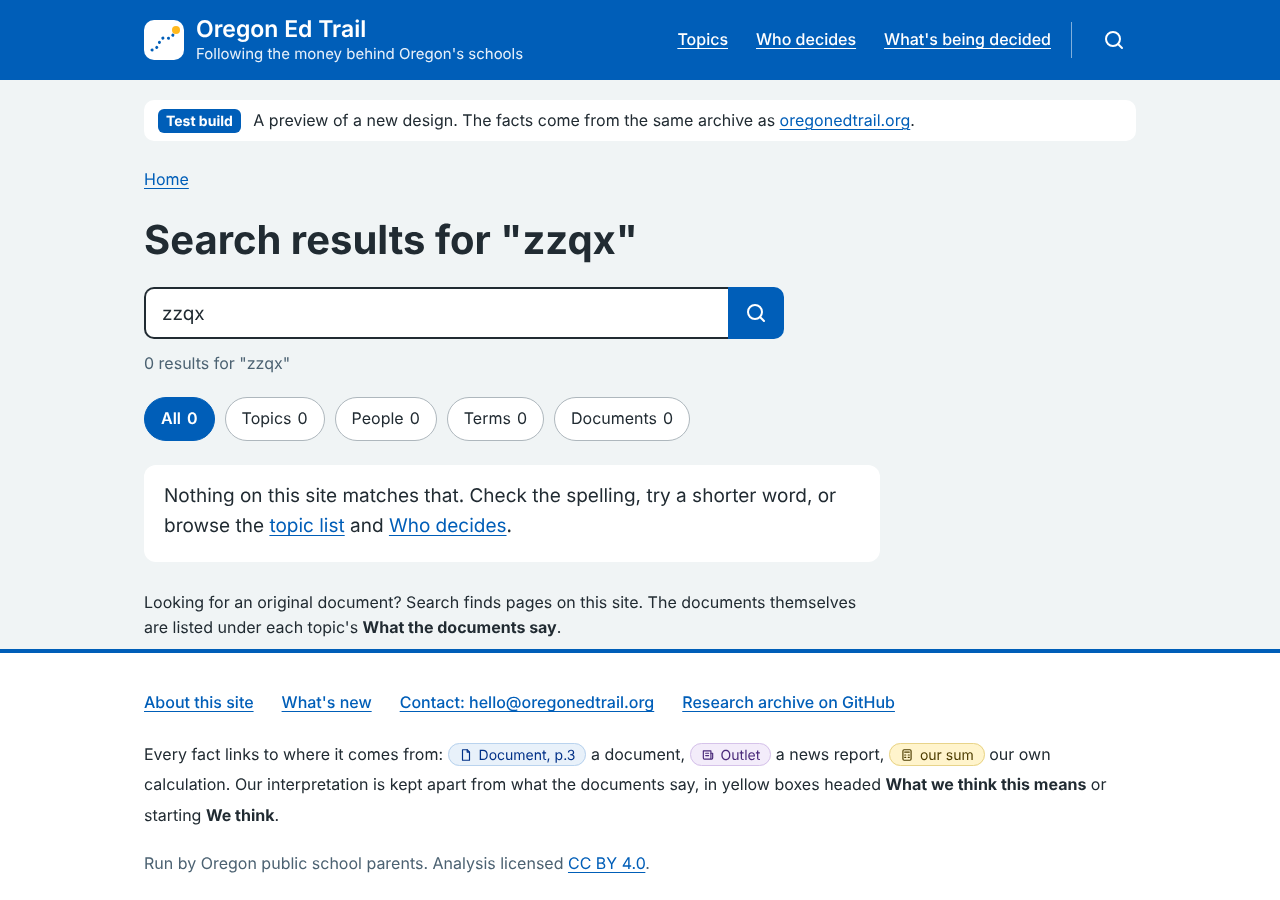 Oregon Ed Trail
Following the money behind Oregon's schools
Topics
Who decides
What's being decided
Test build
A preview of a new design. The facts come from the same archive as oregonedtrail.org.
Home
Search results for "zzqx"
zzqx
0 results for "zzqx"
All 0
Topics 0
People 0
Terms 0
Documents 0
Nothing on this site matches that. Check the spelling, try a shorter word, or
browse the topic list and Who decides.
Looking for an original document? Search finds pages on this site. The documents themselves
are listed under each topic's What the documents say.
About this site
What's new
Contact: hello@oregonedtrail.org
Research archive on GitHub
Every fact links to where it comes from: Document, p.3 a document, Outlet a news report, our sum our own
calculation. Our interpretation is kept apart from what the documents say, in yellow boxes headed What we think this means or
starting We think.
Run by Oregon public school parents. Analysis licensed CC BY 4.0.